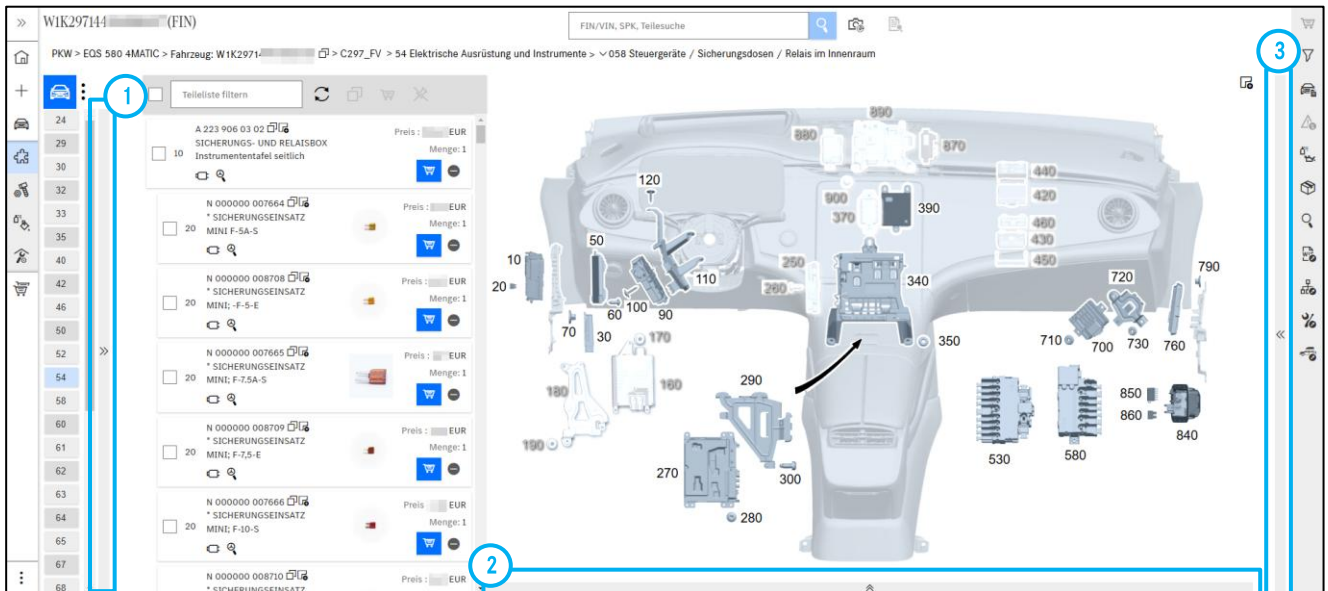 W1K297144 (FIN)
FIN/VIN, SPK, Teilesuche
PKW > EQS 580 4MATIC > Fahrzeug: W1K29714 > C297_FV > 54 Elektrische Ausrüstung und Instrumente > 058 Steuergeräte / Sicherungsdosen / Relais im Innenraum
1
2
3
Teileliste filtern
24
29
30
32
33
35
40
42
46
50
52
54
58
60
61
62
63
64
65
67
68
A 223 906 03 02
SICHERUNGS- UND RELAISBOX
10 Instrumententafel seitlich
Preis : EUR
Menge: 1
N 000000 007664
* SICHERUNGSEINSATZ
20 MINI F-5A-S
Preis : EUR
Menge: 1
N 000000 008708
* SICHERUNGSEINSATZ
20 MINI; -F-5-E
Preis : EUR
Menge: 1
N 000000 007665
* SICHERUNGSEINSATZ
20 MINI; F-7.5A-S
Preis : EUR
Menge: 1
N 000000 008709
* SICHERUNGSEINSATZ
20 MINI; F-7,5-E
Preis : EUR
Menge: 1
N 000000 007666
* SICHERUNGSEINSATZ
20 MINI; F-10-S
Preis : EUR
Menge: 1
N 000000 008710
* SICHERUNGSEINSATZ
Preis : EUR
890
880
870
120
440
420
900
390
370
460
430
450
50
10
250
110
340
720
790
20
260
60
100
90
70
30
170
350
710
700
730
760
290
180
160
850
860
840
190
270
300
530
580
280